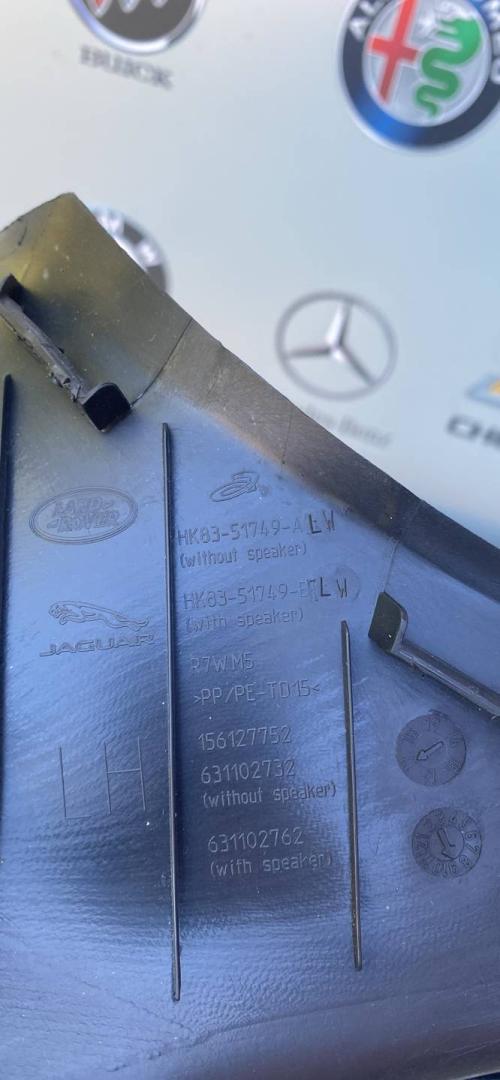 BUICK
LAND
ROVER
HK83-51749-ALW
(without speaker)
HK83-51749-
LW
(with speaker)
JAGUAR
R7WM5
>PP/PE-TD15<
LH
156127752
631102732
(without speaker)
631102762
(with speaker)